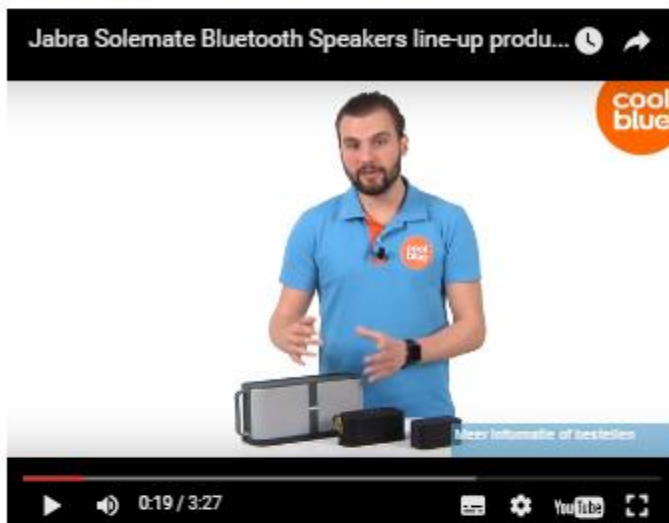 Jabra Solemate Bluetooth Speakers line-up produ...
cool
blue
cool
blue
Meer informatie of bestellen
0:19 / 3:27
YouTube